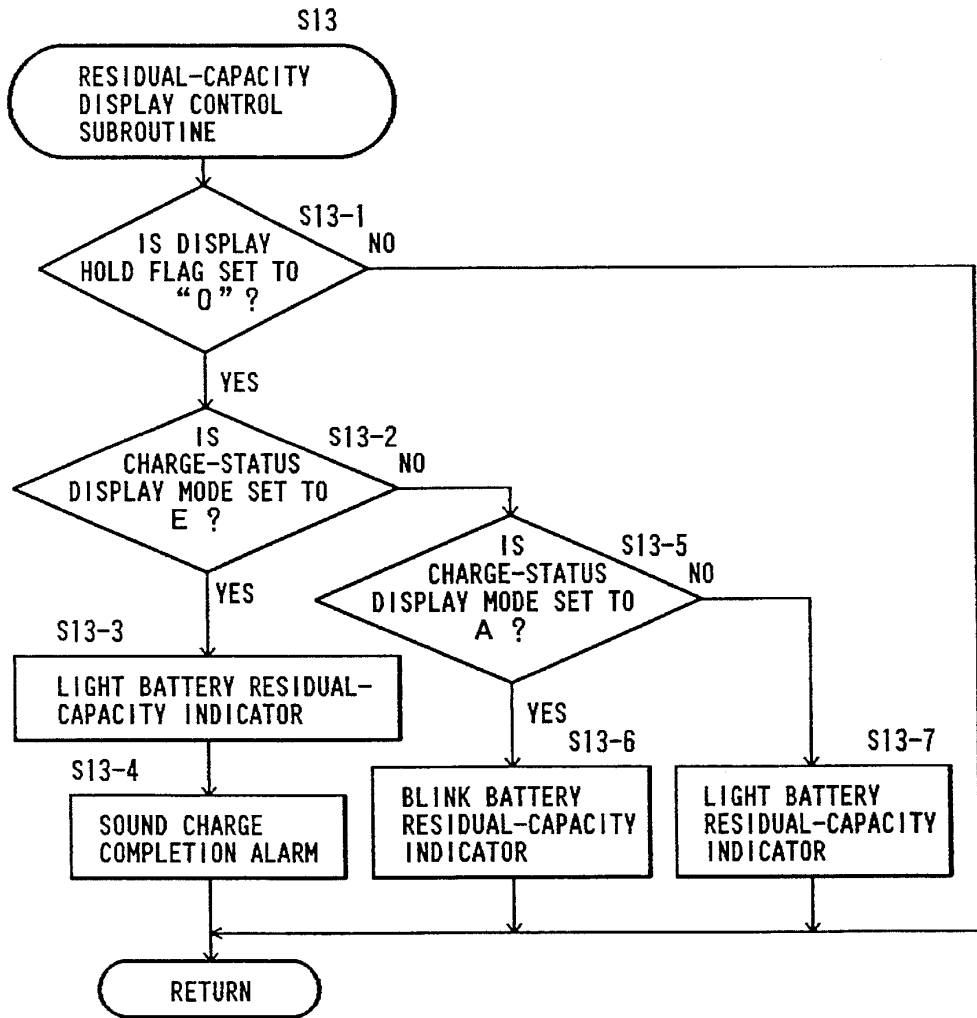 S13
RESIDUAL-CAPACITY
DISPLAY CONTROL
SUBROUTINE
S13-1
IS DISPLAY
HOLD FLAG SET TO
“0” ?
NO
YES
S13-2
IS
CHARGE-STATUS
DISPLAY MODE SET TO
E ?
NO
YES
S13-5
IS
CHARGE-STATUS
DISPLAY MODE SET TO
A ?
NO
YES
S13-3
LIGHT BATTERY RESIDUAL-
CAPACITY INDICATOR
S13-4
SOUND CHARGE
COMPLETION ALARM
S13-6
BLINK BATTERY
RESIDUAL-CAPACITY
INDICATOR
S13-7
LIGHT BATTERY
RESIDUAL-CAPACITY
INDICATOR
RETURN